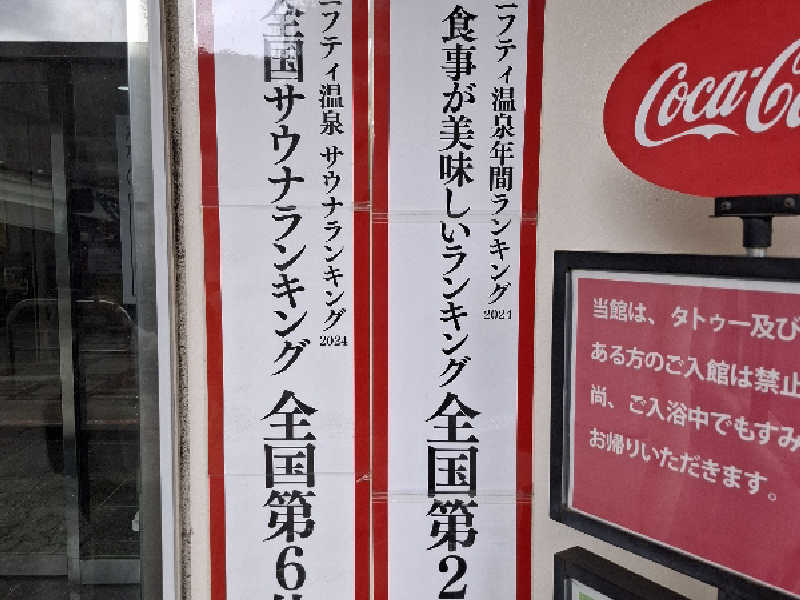 ニフティ温泉年間ランキング2024
食事が美味しいランキング 全国第2
ニフティ温泉 サウナランキング2024
全国サウナランキング 全国第6
Coca-C
当館は、タトゥー及び
ある方のご入館は禁止
尚、ご入浴中でもすみ
お帰りいただきます。